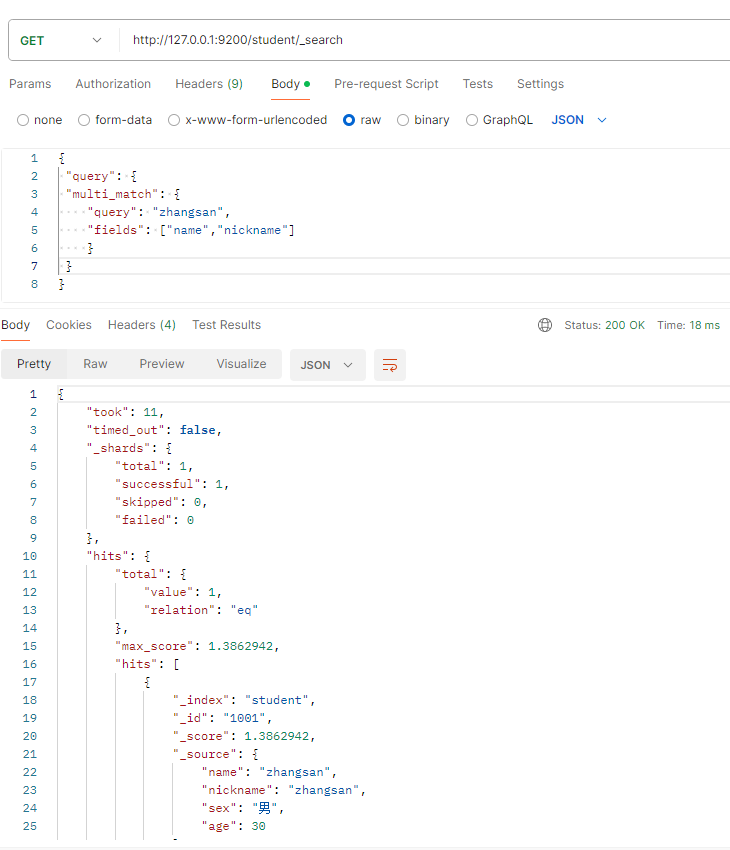 GET http://127.0.0.1:9200/student/_search
Params Authorization Headers (9) Body Pre-request Script Tests Settings
none form-data x-www-form-urlencoded raw binary GraphQL JSON
1 {
2 "query": {
3 "multi_match": {
4 "query": "zhangsan",
5 "fields": ["name","nickname"]
6 }
7 }
8 }
Body Cookies Headers (4) Test Results Status: 200 OK Time: 18 ms
Pretty Raw Preview Visualize JSON
1 {
2 "took": 11,
3 "timed_out": false,
4 "_shards": {
5 "total": 1,
6 "successful": 1,
7 "skipped": 0,
8 "failed": 0
9 },
10 "hits": {
11 "total": {
12 "value": 1,
13 "relation": "eq"
14 },
15 "max_score": 1.3862942,
16 "hits": [
17 {
18 "_index": "student",
19 "_id": "1001",
20 "_score": 1.3862942,
21 "_source": {
22 "name": "zhangsan",
23 "nickname": "zhangsan",
24 "sex": "男",
25 "age": 30